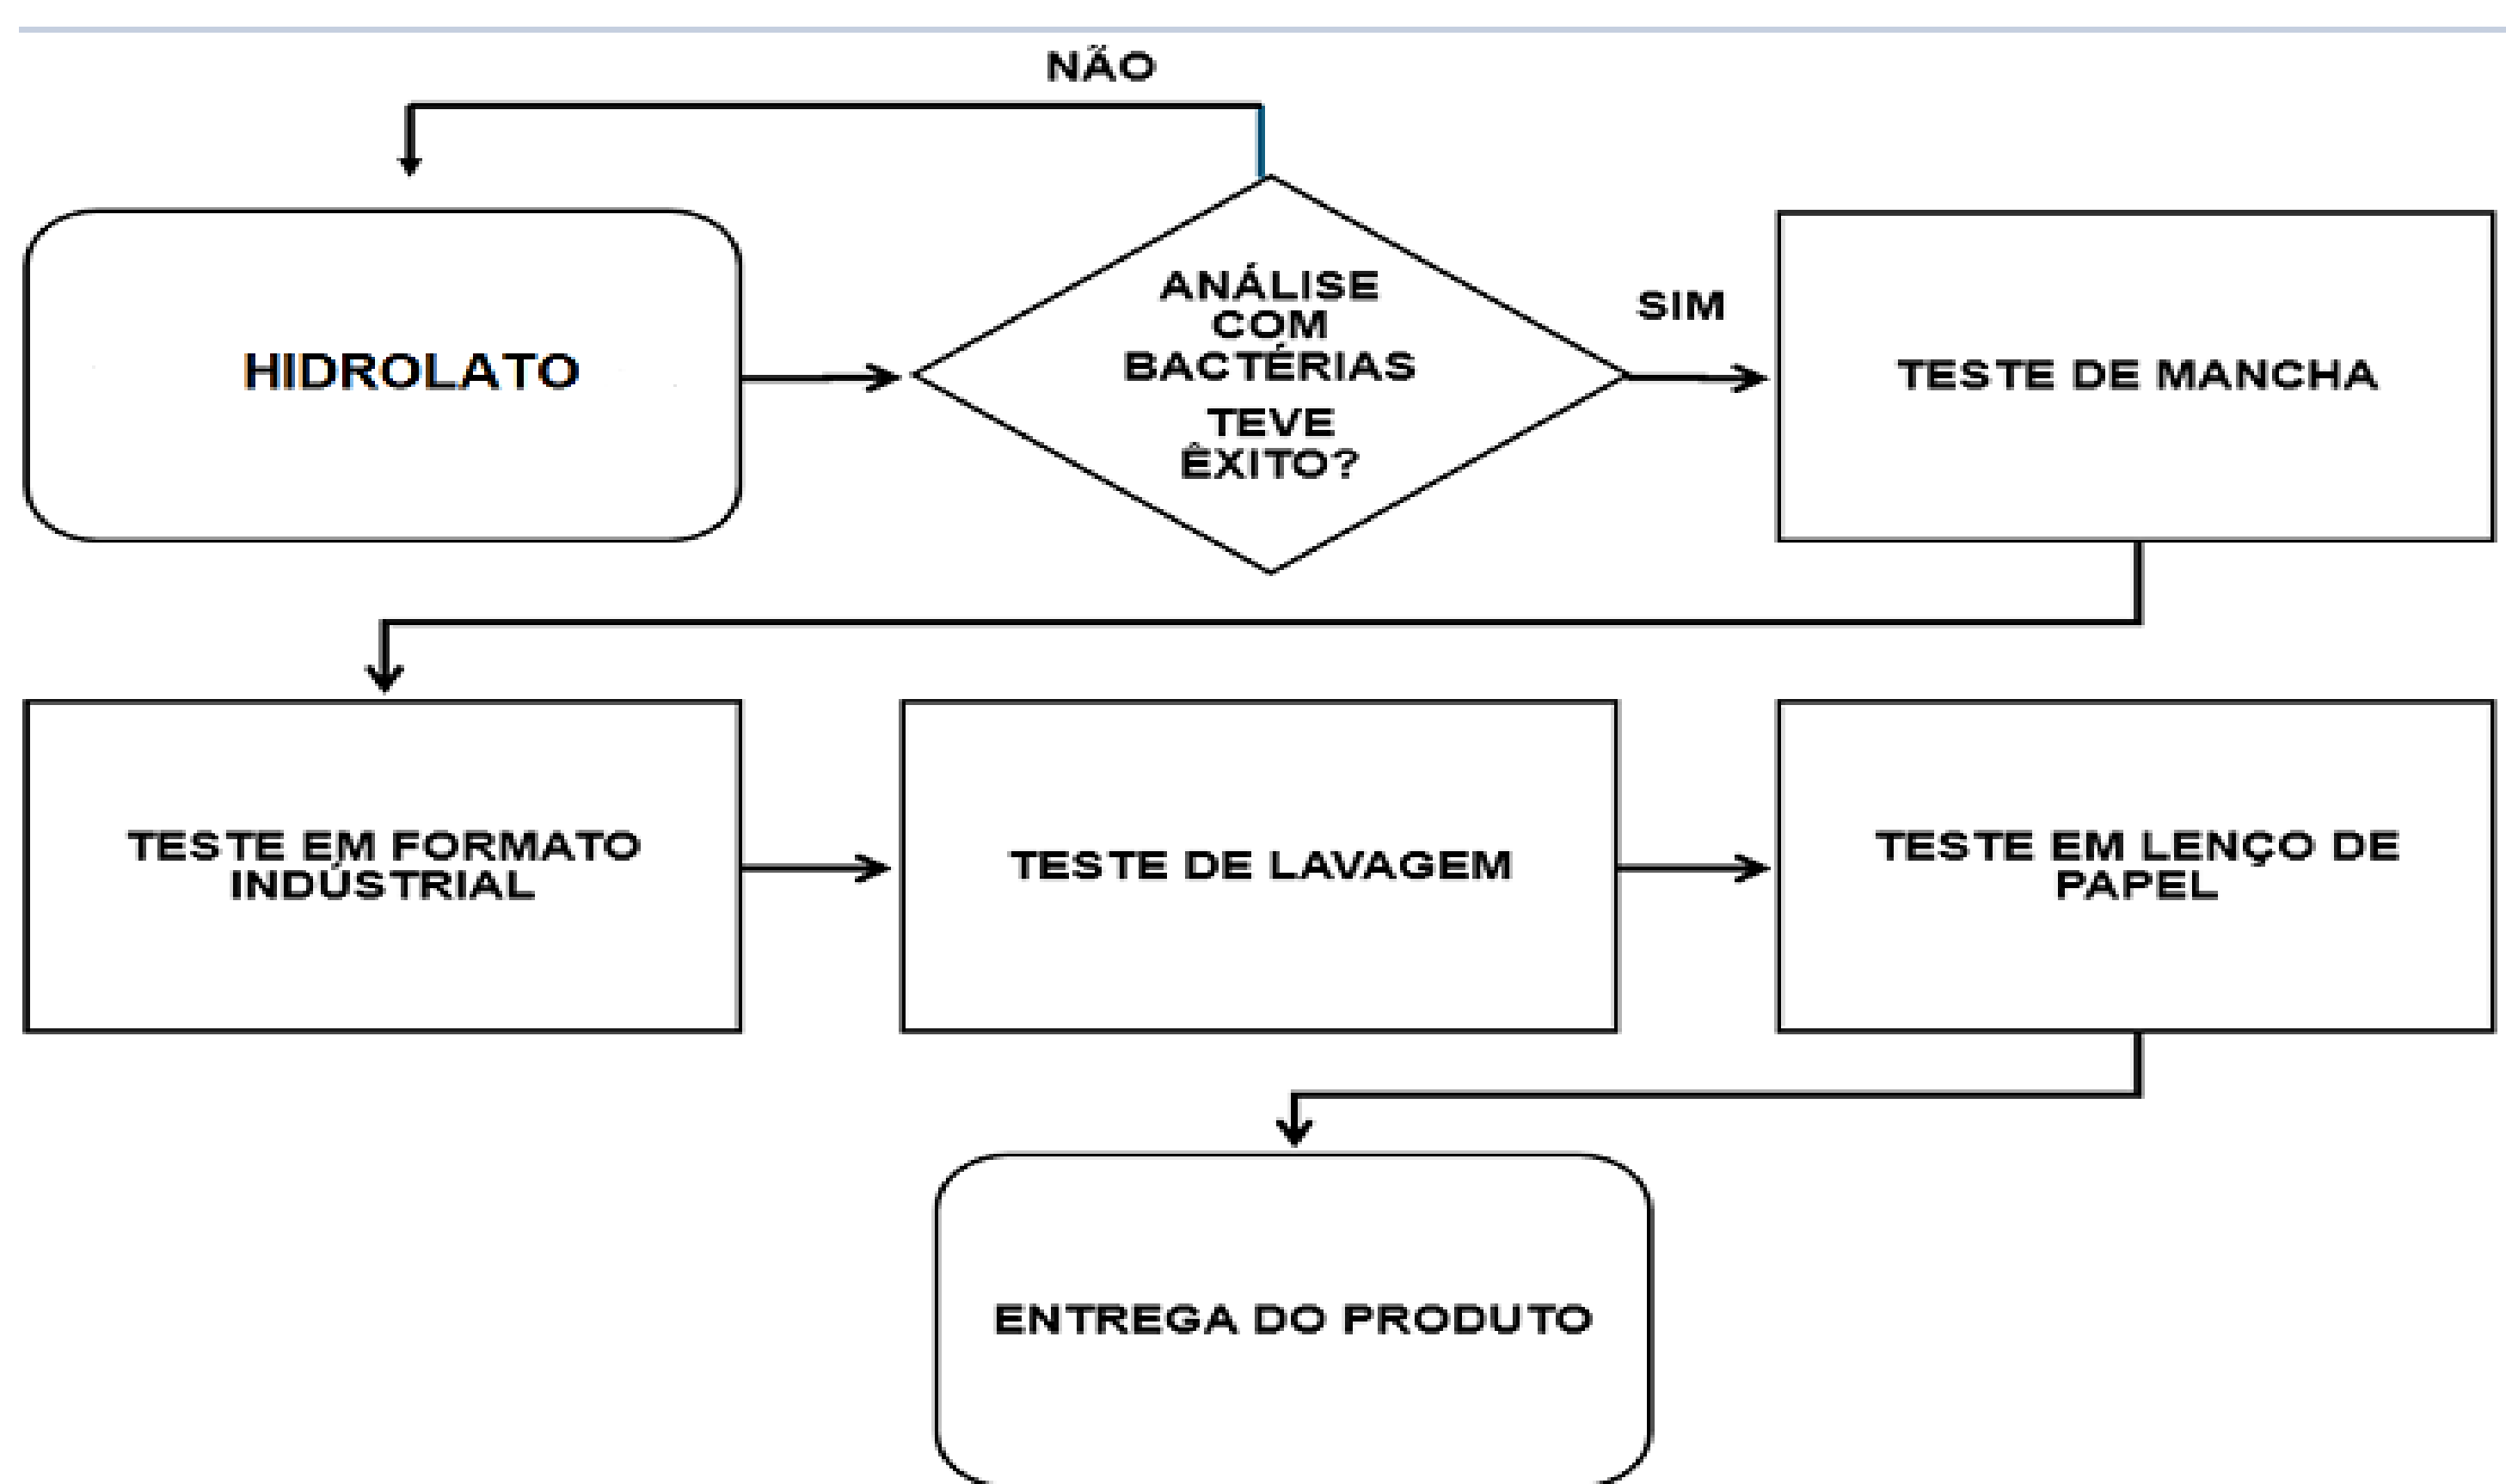 NÃO
HIDROLATO
ANÁLISE
COM
BACTÉRIAS
TEVE
ÊXITO?
SIM
TESTE DE MANCHA
TESTE EM FORMATO
INDÚSTRIAL
TESTE DE LAVAGEM
TESTE EM LENÇO DE
PAPEL
ENTREGA DO PRODUTO